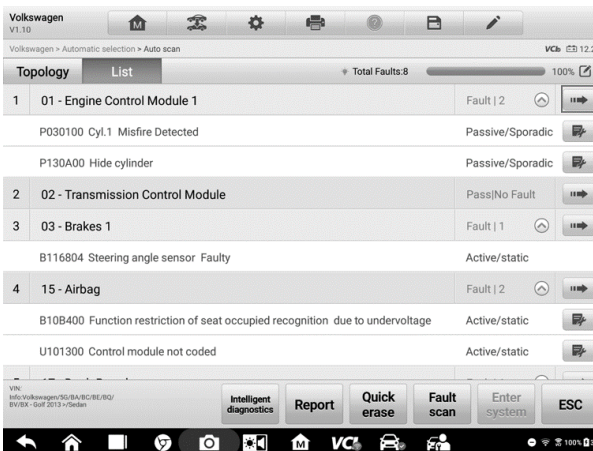 Volkswagen
V1.10
Volkswagen > Automatic selection > Auto scan
VCI 12.2
Topology List Total Faults:8 100%
1 01 - Engine Control Module 1 Fault | 2
P030100 Cyl.1 Misfire Detected Passive/Sporadic
P130A00 Hide cylinder Passive/Sporadic
2 02 - Transmission Control Module Pass|No Fault
3 03 - Brakes 1 Fault | 1
B116804 Steering angle sensor Faulty Active/static
4 15 - Airbag Fault | 2
B10B400 Function restriction of seat occupied recognition due to undervoltage Active/static
U101300 Control module not coded Active/static
VIN:
Info:Volkswagen/5G/BA/BC/BE/BQ/
BV/BX - Golf 2013 >/Sedan
Intelligent
diagnostics
Report
Quick
erase
Fault
scan
Enter
system
ESC
M VCI 100%